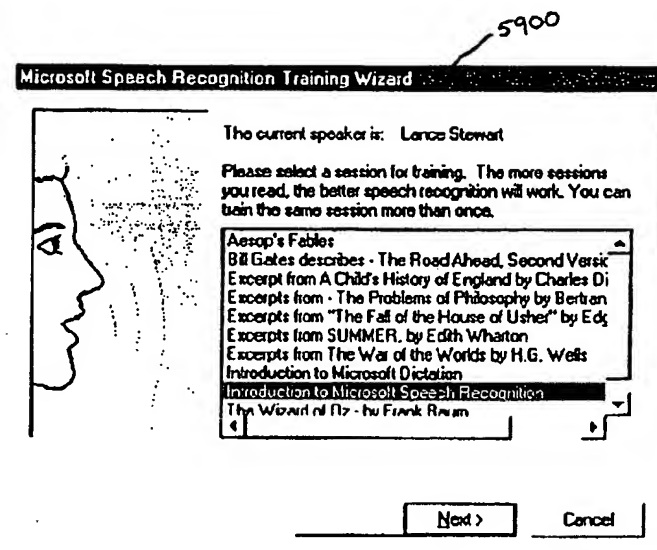 5900
Microsoft Speech Recognition Training Wizard
The current speaker is: Lance Stewart
Please select a session for training. The more sessions
you read, the better speech recognition will work. You can
train the same session more than once.
Aesop's Fables
Bill Gates describes - The Road Ahead, Second Versic
Excerpt from A Child's History of England by Charles Di
Excerpts from - The Problems of Philosophy by Bertran
Excerpts from "The Fall of the House of Usher" by Edg
Excerpts from SUMMER, by Edith Wharton
Excerpts from The War of the Worlds by H.G. Wells
Introduction to Microsoft Dictation
Introduction to Microsoft Speech Recognition
The Wizard of Oz - by Frank Baum
Next >
Cancel